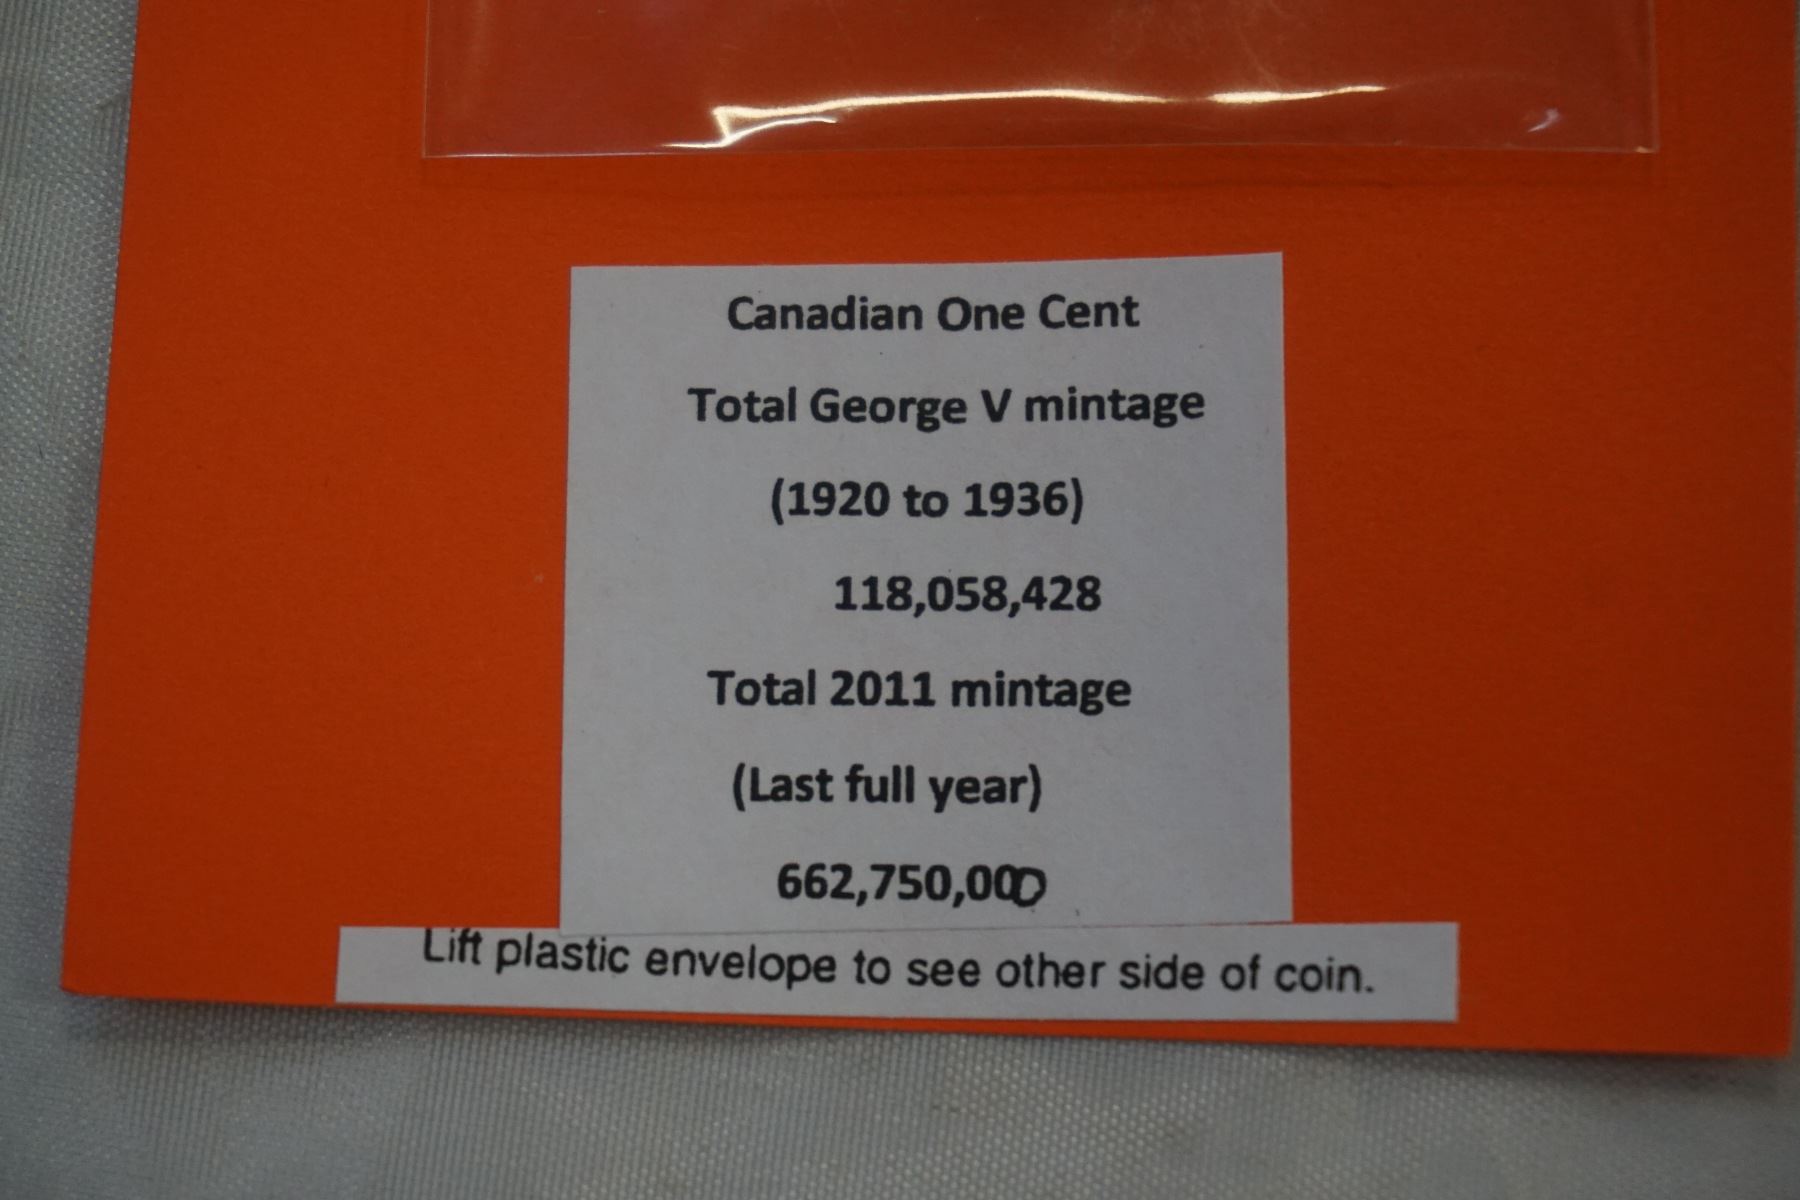 Canadian One Cent
Total George V mintage
(1920 to 1936)
118,058,428
Total 2011 mintage
(Last full year)
662,750,000
Lift plastic envelope to see other side of coin.